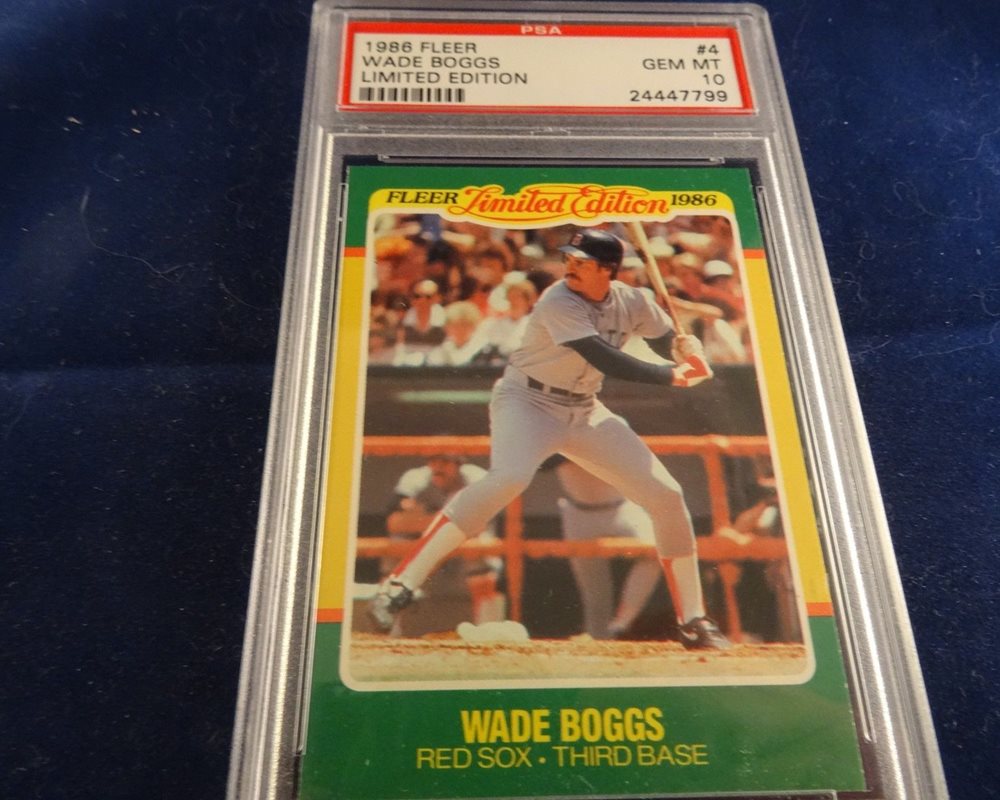 PSA
1986 FLEER #4
WADE BOGGS GEM MT
LIMITED EDITION 10
24447799
FLEER Limited Edition 1986
WADE BOGGS
RED SOX · THIRD BASE